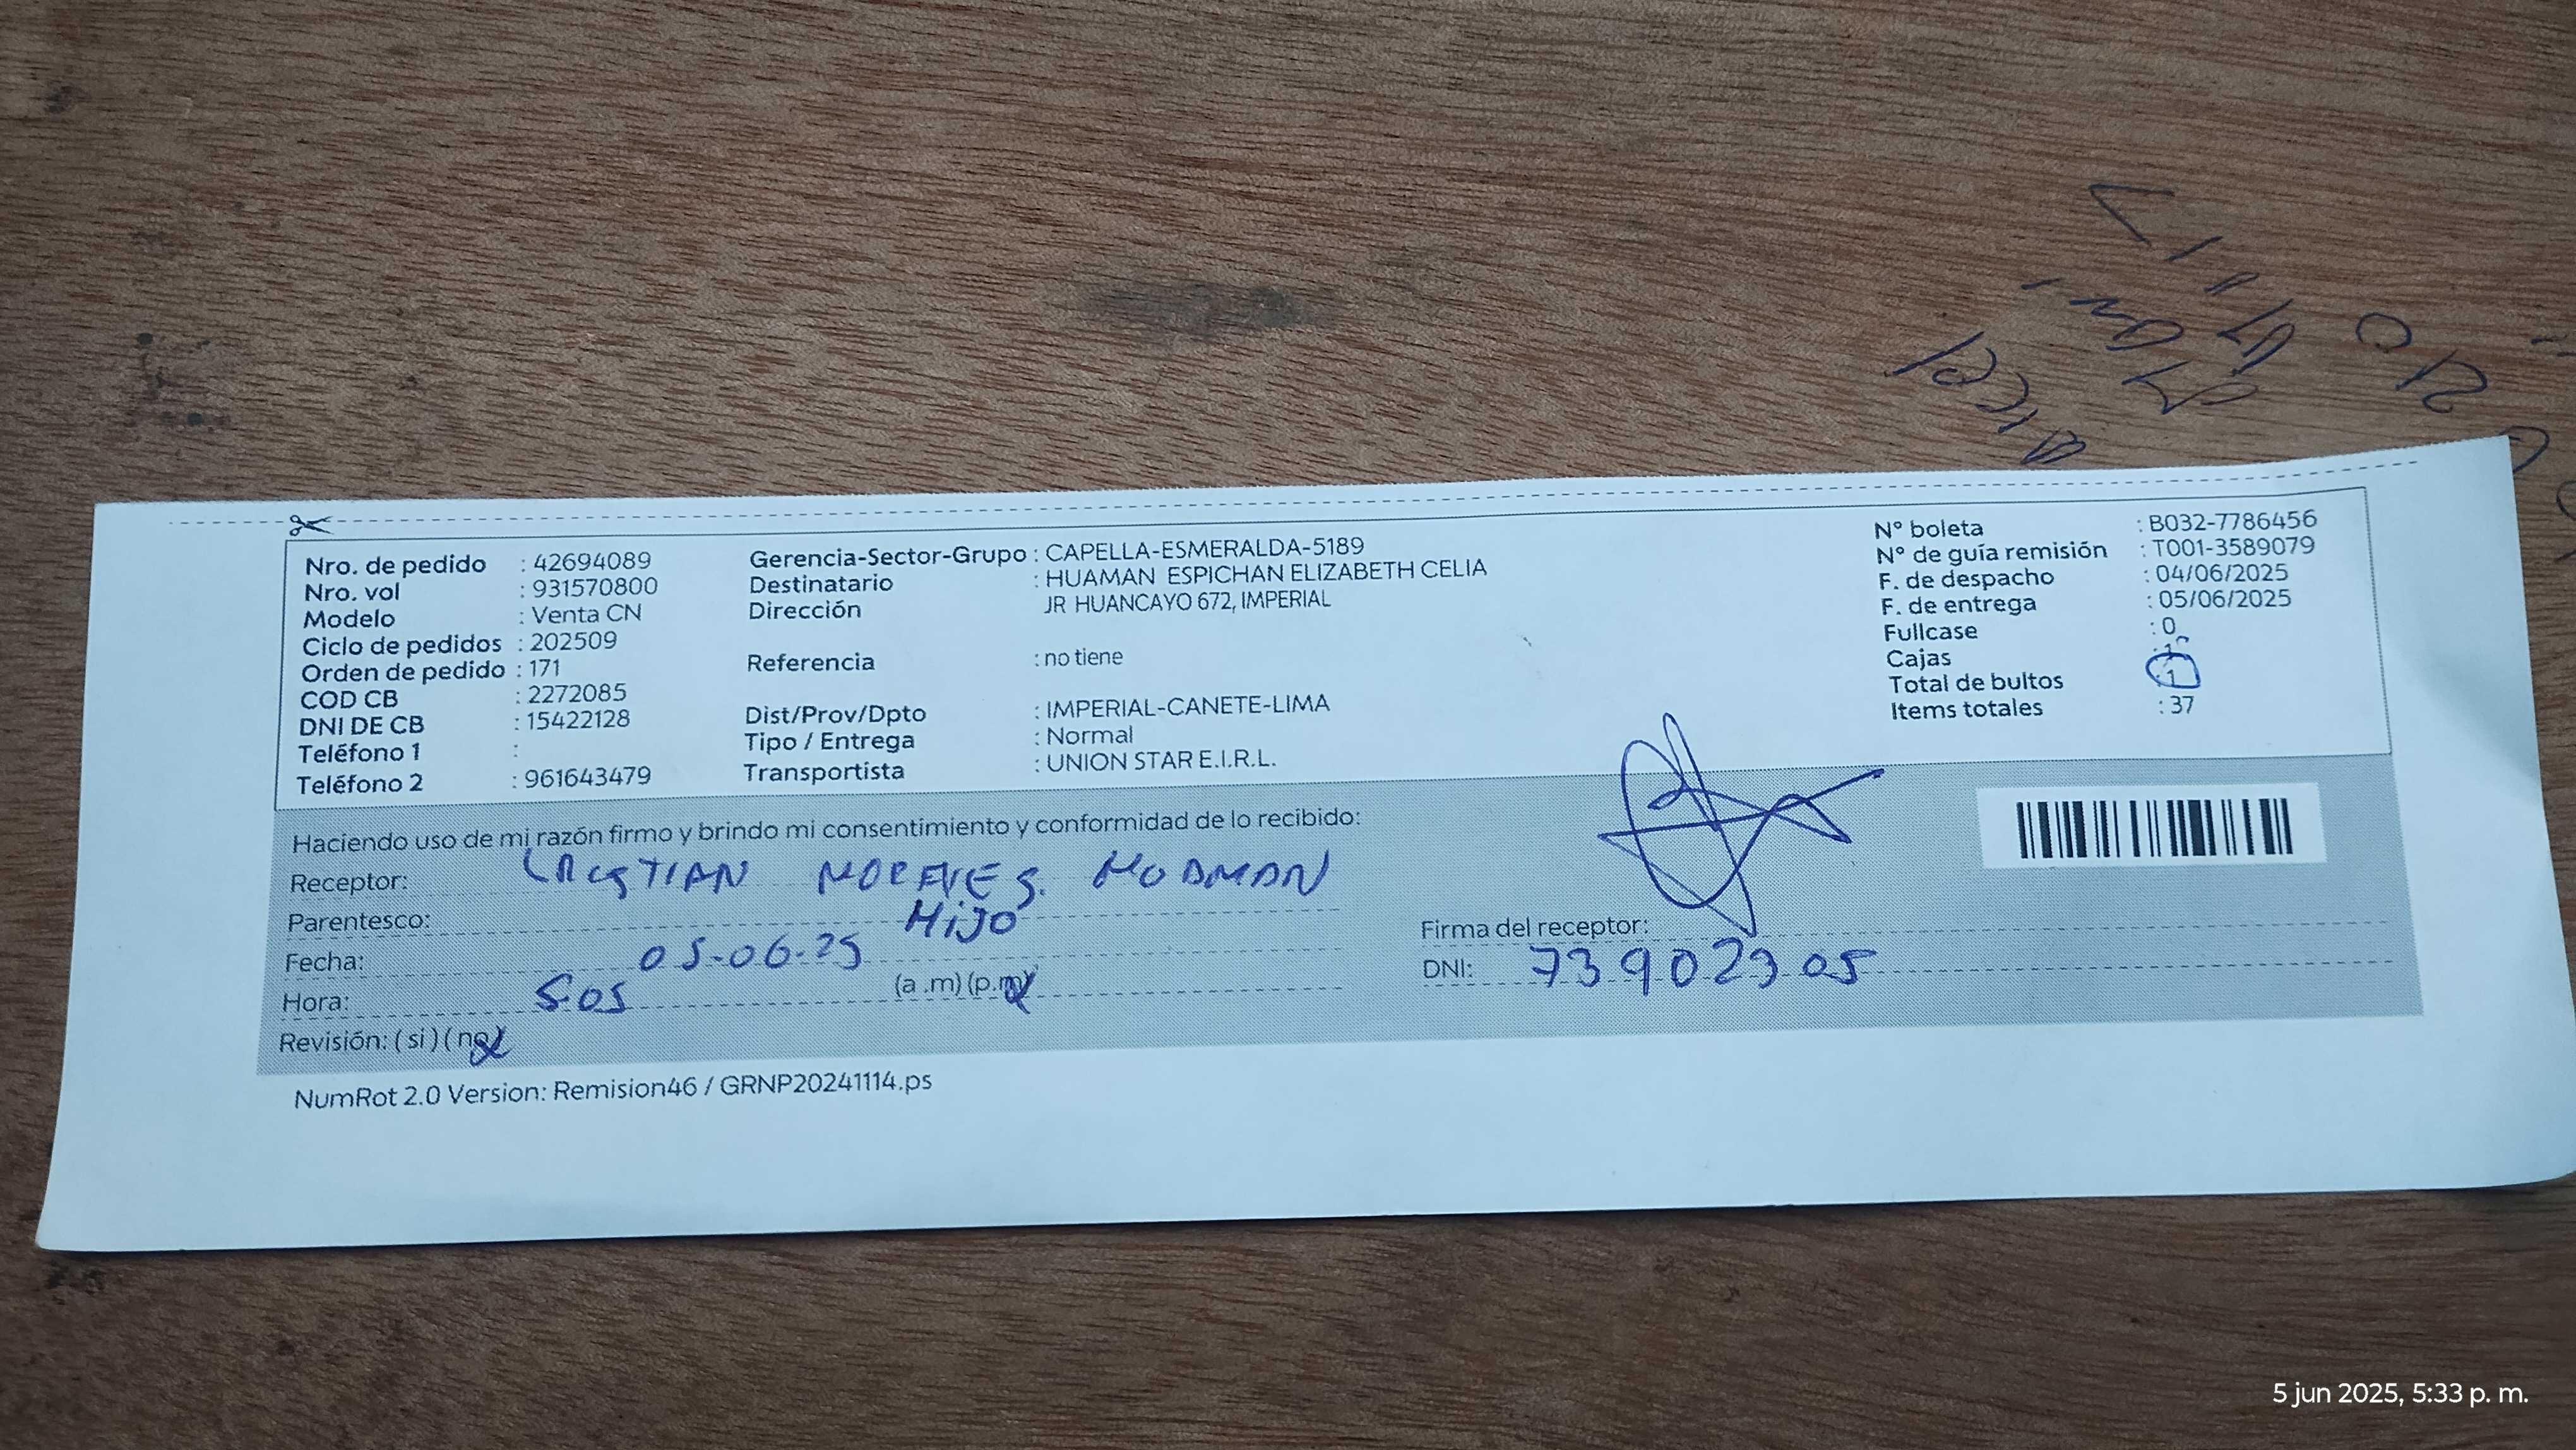 Nro. de pedido : 42694089
Nro. vol : 931570800
Modelo : Venta CN
Ciclo de pedidos : 202509
Orden de pedido : 171
COD CB : 2272085
DNI DE CB : 15422128
Teléfono 1 :
Teléfono 2 : 961643479
Gerencia-Sector-Grupo : CAPELLA-ESMERALDA-5189
Destinatario : HUAMAN ESPICHAN ELIZABETH CELIA
Dirección JR HUANCAYO 672, IMPERIAL
Referencia : no tiene
Dist/Prov/Dpto : IMPERIAL-CANETE-LIMA
Tipo / Entrega : Normal
Transportista : UNION STAR E.I.R.L.
N° boleta : B032-7786456
N° de guía remisión : T001-3589079
F. de despacho : 04/06/2025
F. de entrega : 05/06/2025
Fullcase : 0
Cajas : 1
Total de bultos : 1
Items totales : 37
Haciendo uso de mi razón firmo y brindo mi consentimiento y conformidad de lo recibido:
Receptor:
Parentesco: HIJO
Fecha: 05-06-25
Hora: 5:05 (a .m) (p.m)
Revisión: ( si ) ( no )
Firma del receptor:
DNI: 739029 05
NumRot 2.0 Version: Remision46 / GRNP20241114.ps
5 jun 2025, 5:33 p. m.